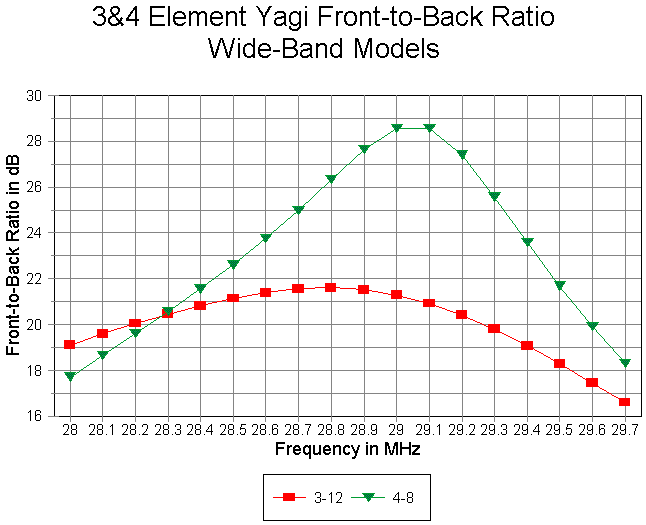 3&4 Element Yagi Front-to-Back Ratio
Wide-Band Models
Front-to-Back Ratio in dB
30
28
26
24
22
20
18
16
28 28.1 28.2 28.3 28.4 28.5 28.6 28.7 28.8 28.9 29 29.1 29.2 29.3 29.4 29.5 29.6 29.7
Frequency in MHz
3-12 4-8